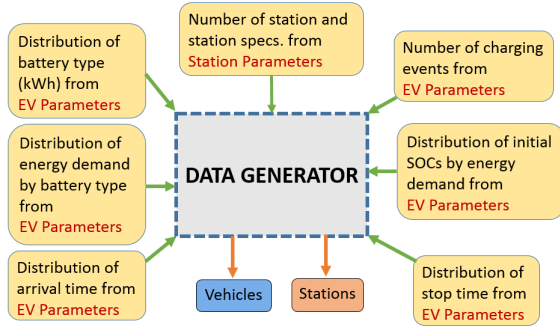 Distribution of
battery type
(kWh) from
EV Parameters
Number of station and
station specs. from
Station Parameters
Number of charging
events from
EV Parameters
Distribution of
energy demand
by battery type
from
EV Parameters
DATA GENERATOR
Distribution of initial
SOCs by energy
demand from
EV Parameters
Distribution of
arrival time from
EV Parameters
Vehicles
Stations
Distribution of
stop time from
EV Parameters